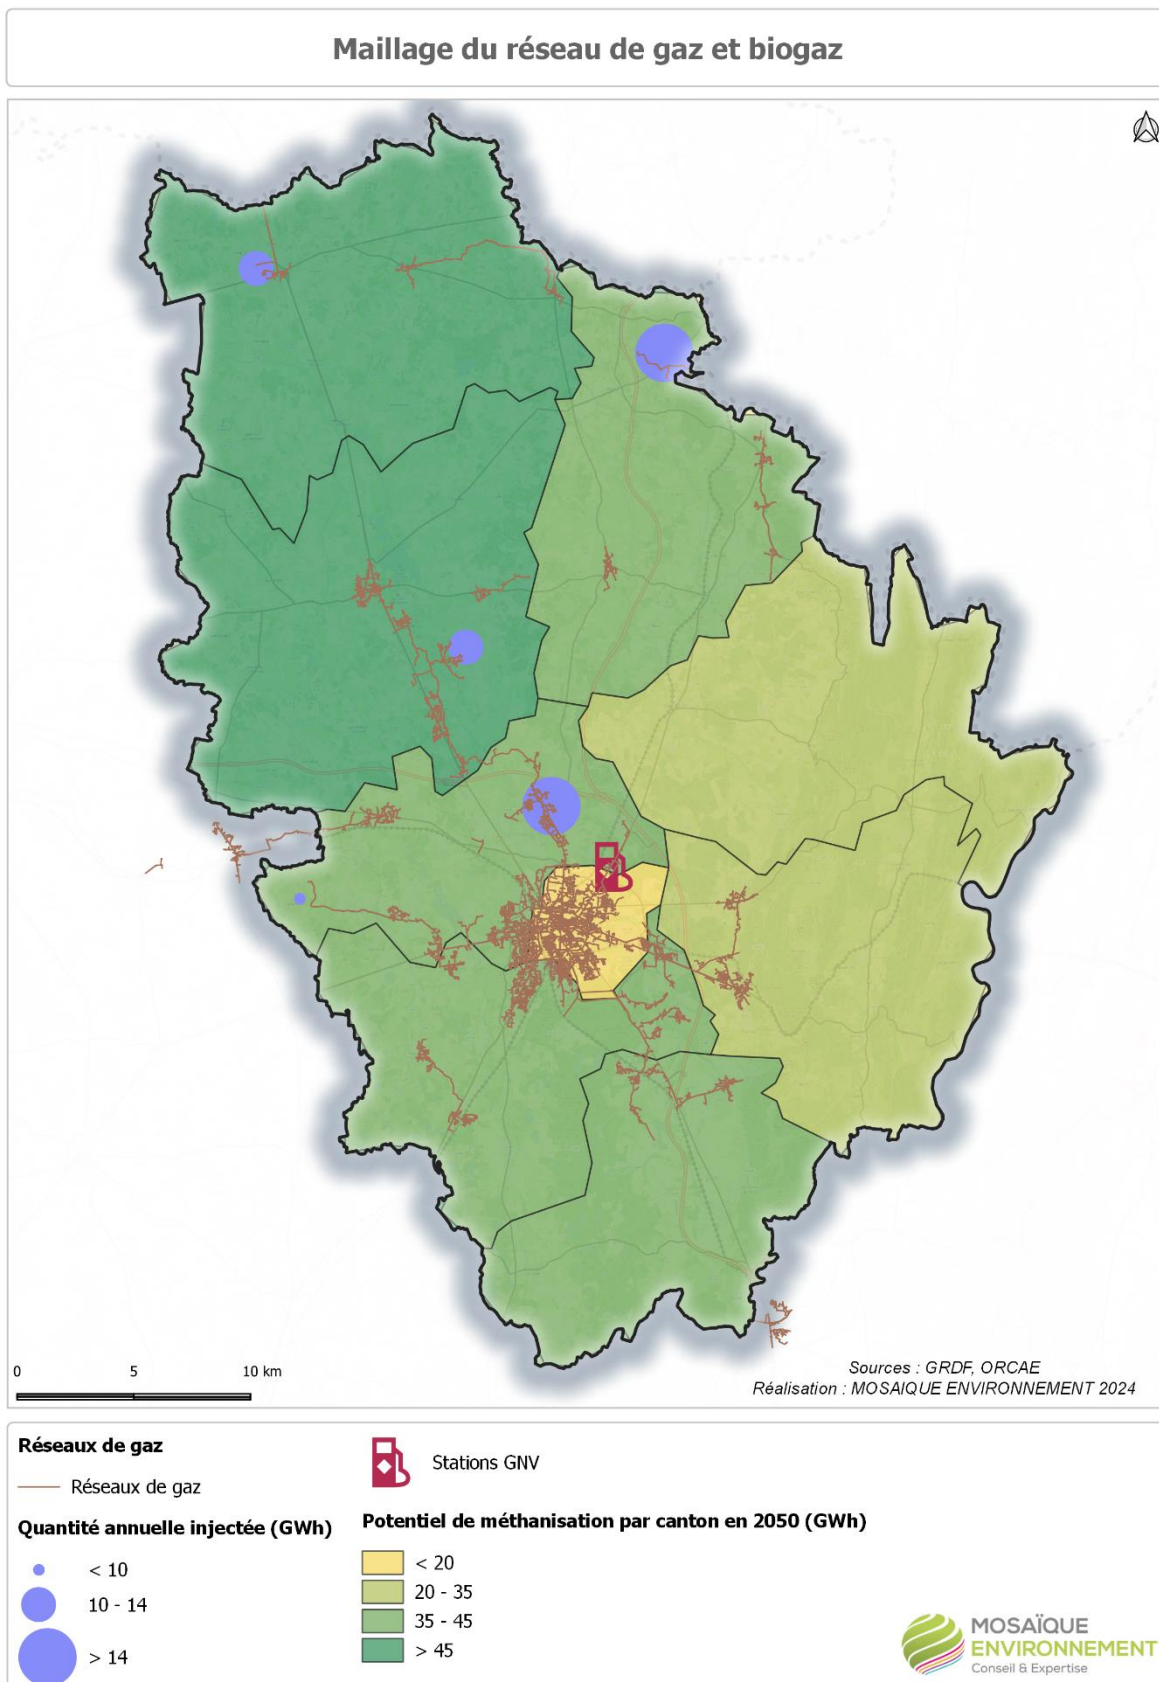 Maillage du réseau de gaz et biogaz
0 5 10 km
Sources : GRDF, ORCAE
Réalisation : MOSAIQUE ENVIRONNEMENT 2024
Réseaux de gaz
Réseaux de gaz
Quantité annuelle injectée (GWh)
< 10
10 - 14
> 14
Stations GNV
Potentiel de méthanisation par canton en 2050 (GWh)
< 20
20 - 35
35 - 45
> 45
MOSAÏQUE
ENVIRONNEMENT
Conseil & Expertise